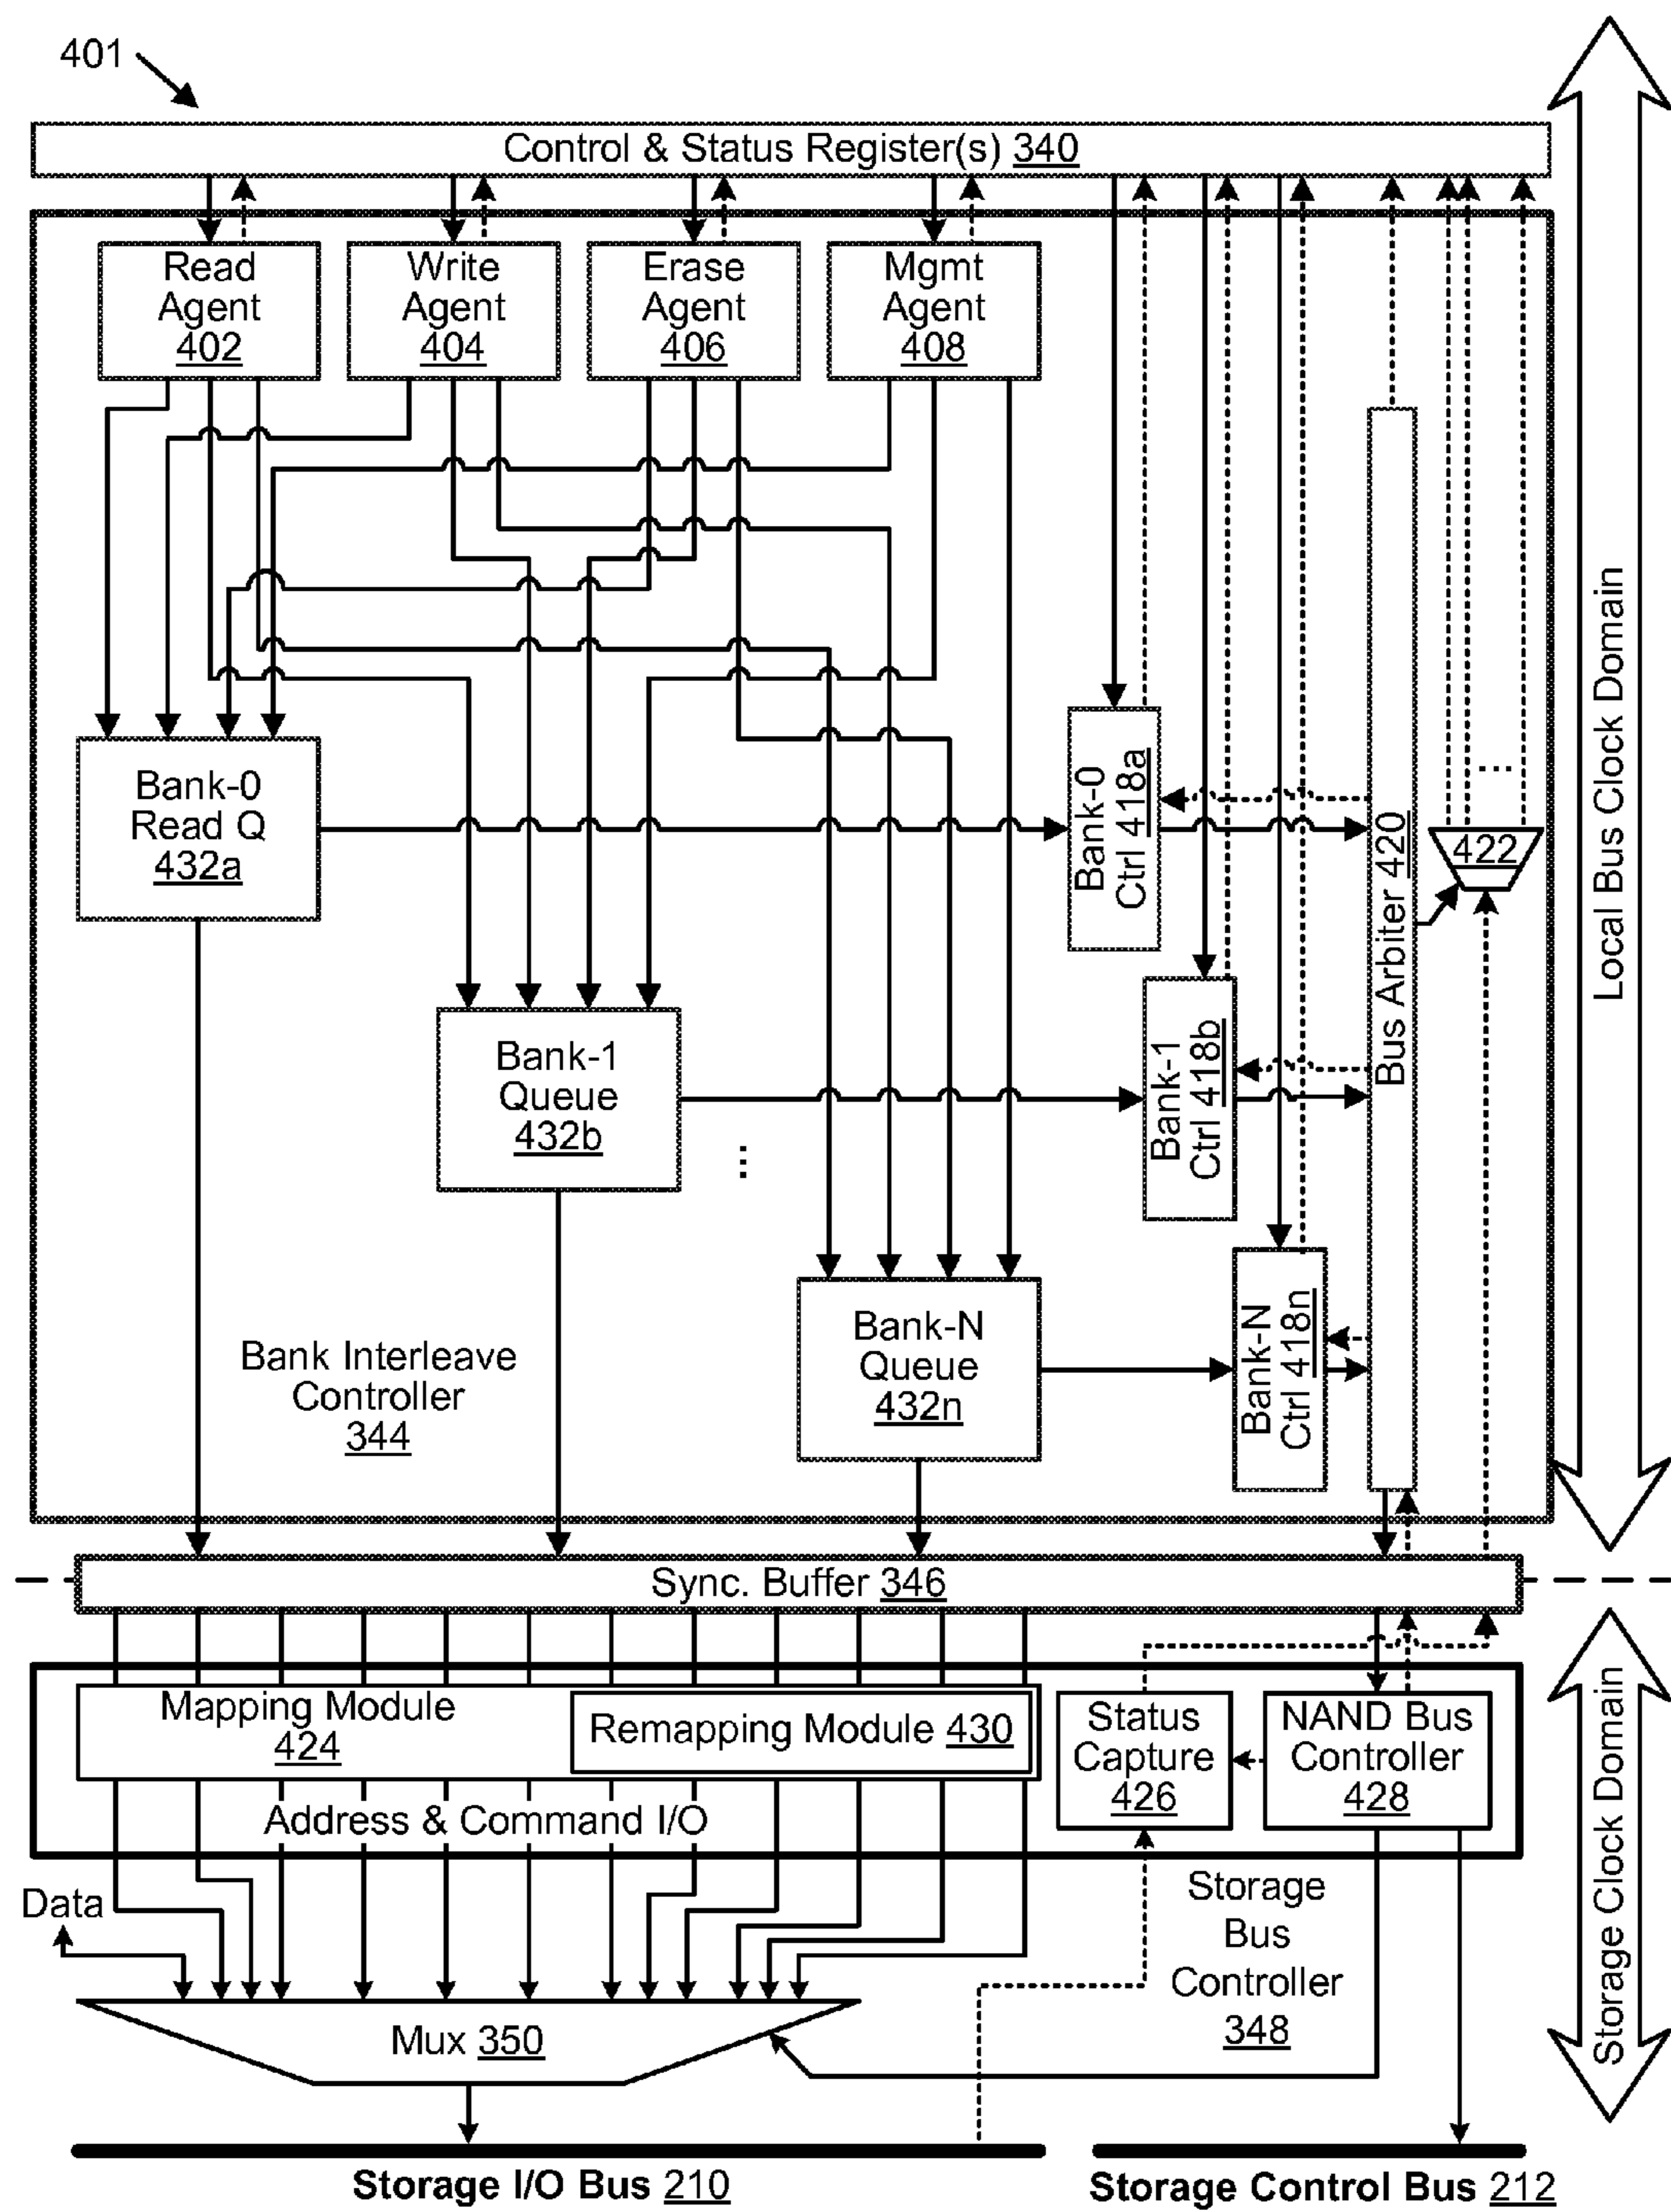 401
Control & Status Register(s) 340
Read
Agent
402
Write
Agent
404
Erase
Agent
406
Mgmt
Agent
408
Bank-0
Read Q
432a
Bank-0
Ctrl 418a
Bus Arbiter 420
422
...
Local Bus Clock Domain
Bank-1
Queue
432b
...
Bank-1
Ctrl 418b
Bank-N
Queue
432n
Bank-N
Ctrl 418n
Bank Interleave
Controller
344
Sync. Buffer 346
Mapping Module
424
Remapping Module 430
Status
Capture
426
NAND Bus
Controller
428
Address & Command I/O
Storage Clock Domain
Data
Storage
Bus
Controller
348
Mux 350
Storage I/O Bus 210
Storage Control Bus 212